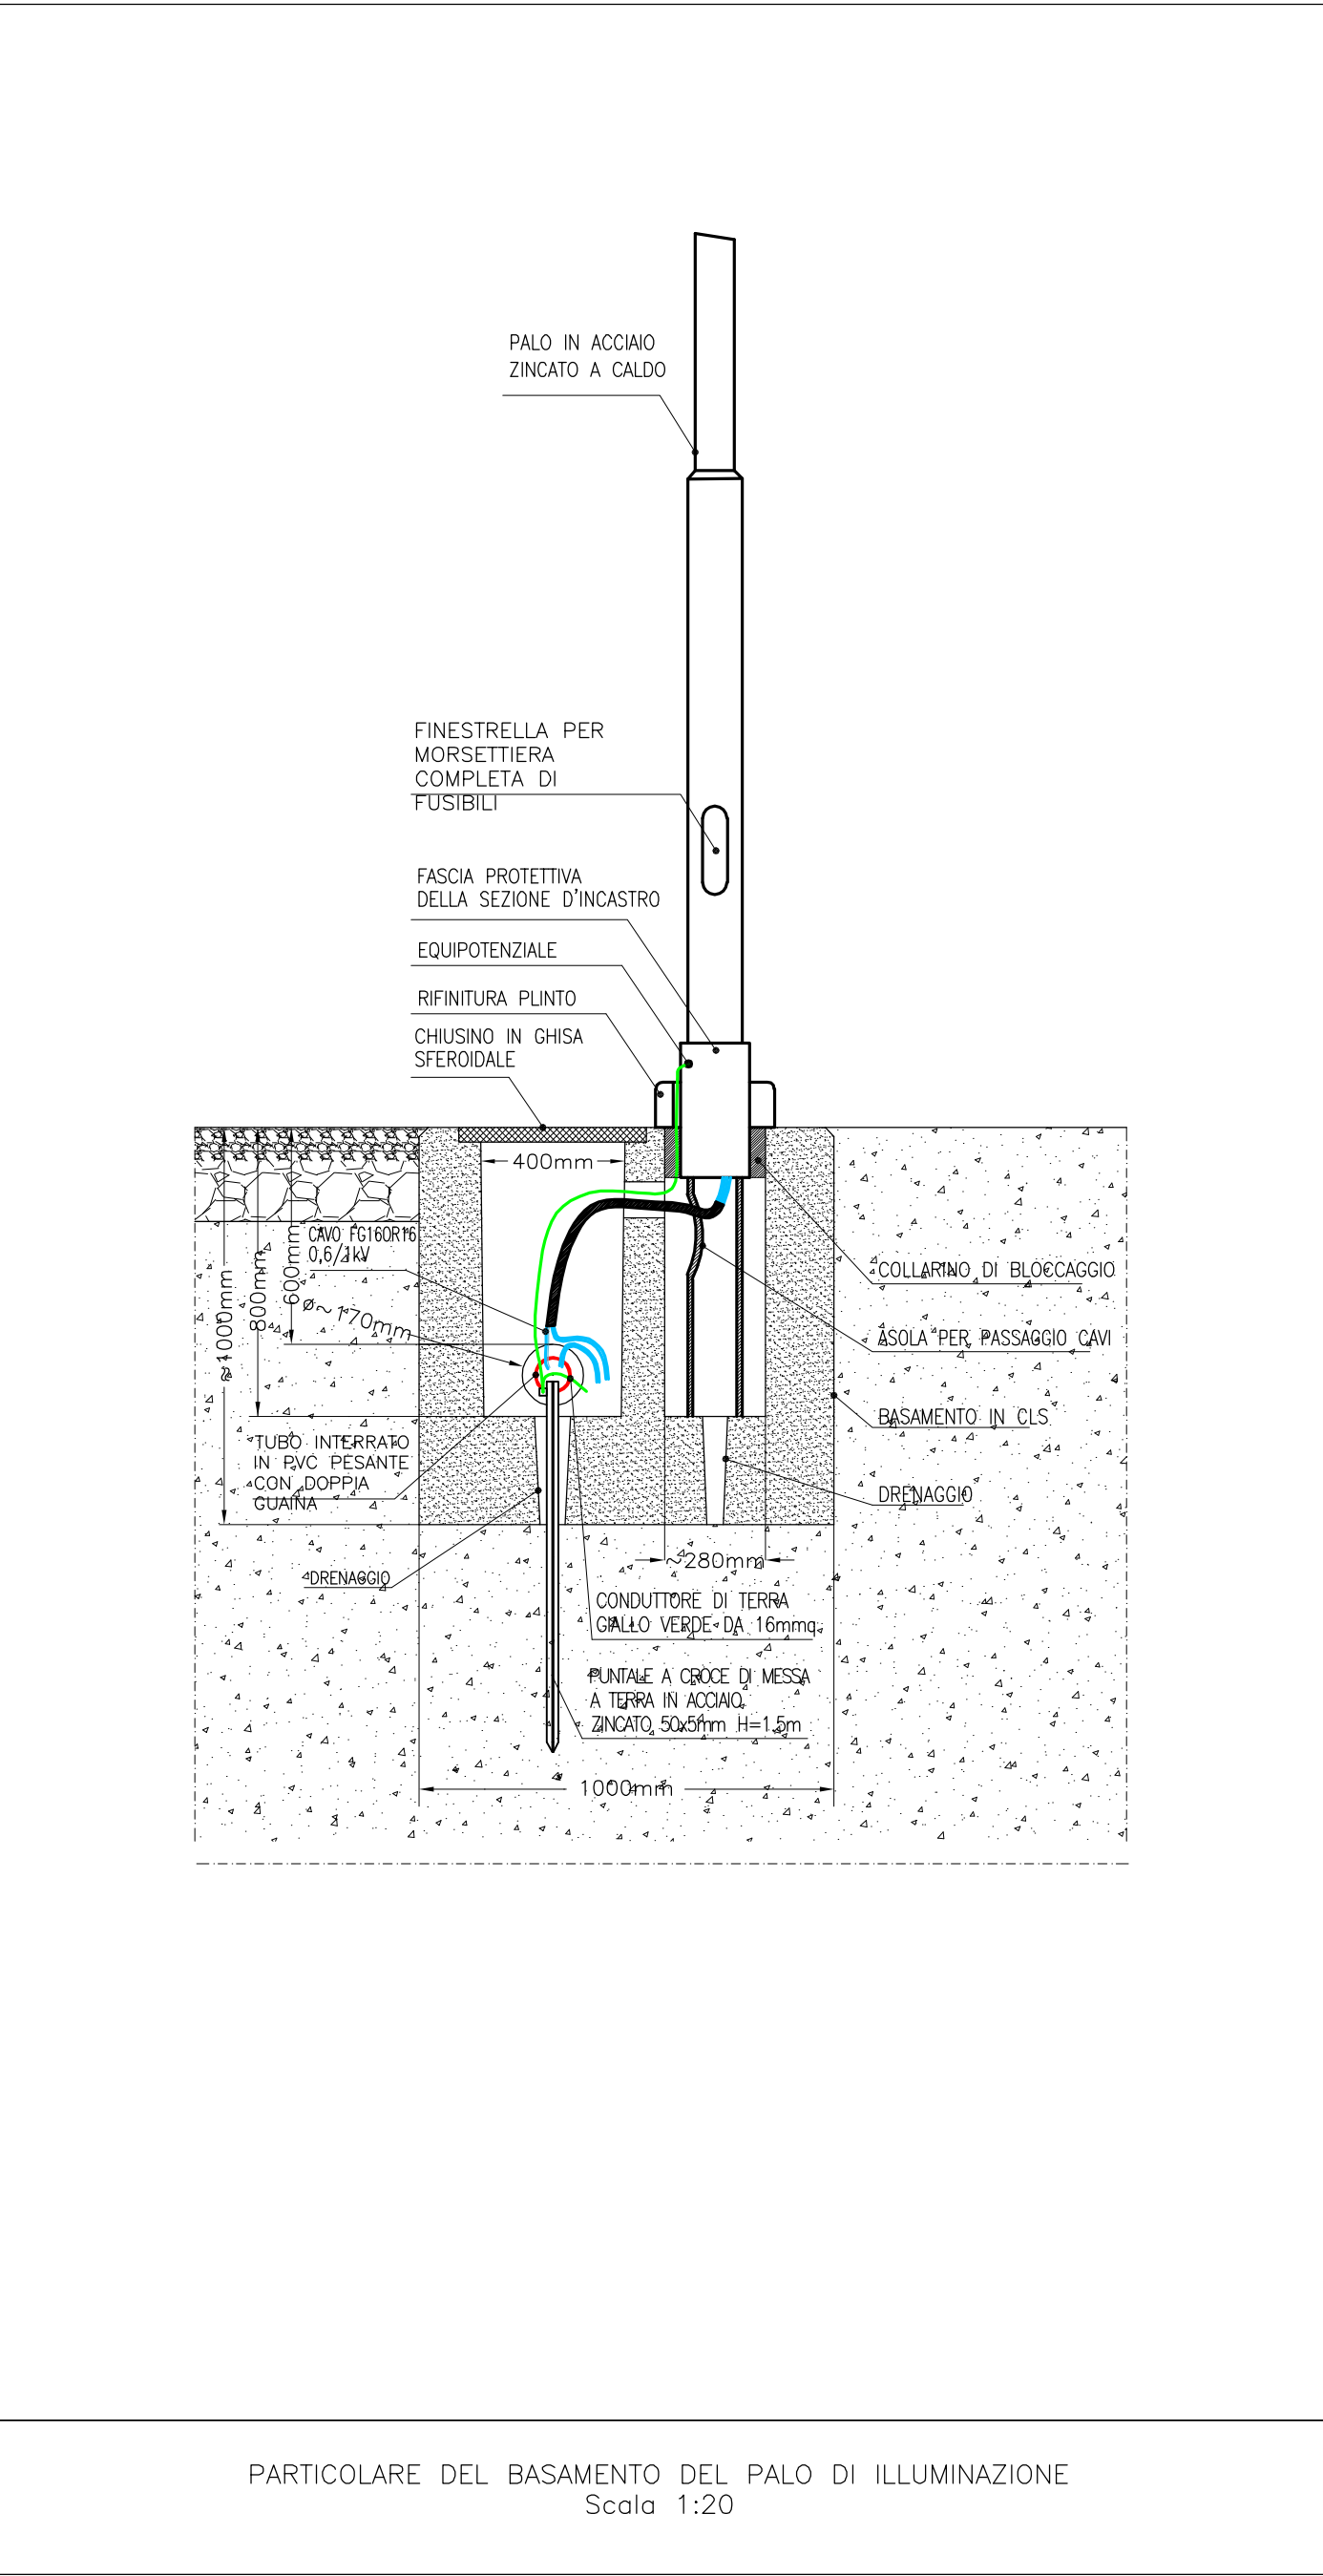 PALO IN ACCIAIO
ZINCATO A CALDO
FINESTRELLA PER
MORSETTIERA
COMPLETA DI
FUSIBILI
FASCIA PROTETTIVA
DELLA SEZIONE D'INCASTRO
EQUIPOTENZIALE
RIFINITURA PLINTO
CHIUSINO IN GHISA
SFEROIDALE
400mm
CAVO FG16OR16
0,6/1kV
600mm
800mm
≈1000mm
ø~170mm
COLLARINO DI BLOCCAGGIO
ASOLA PER PASSAGGIO CAVI
BASAMENTO IN CLS
DRENAGGIO
TUBO INTERRATO
IN PVC PESANTE
CON DOPPIA
GUAINA
DRENAGGIO
~280mm
CONDUTTORE DI TERRA
GIALLO VERDE DA 16mmq
PUNTALE A CROCE DI MESSA
A TERRA IN ACCIAIO
ZINCATO 50x5mm H=1.5m
1000mm
PARTICOLARE DEL BASAMENTO DEL PALO DI ILLUMINAZIONE
Scala 1:20